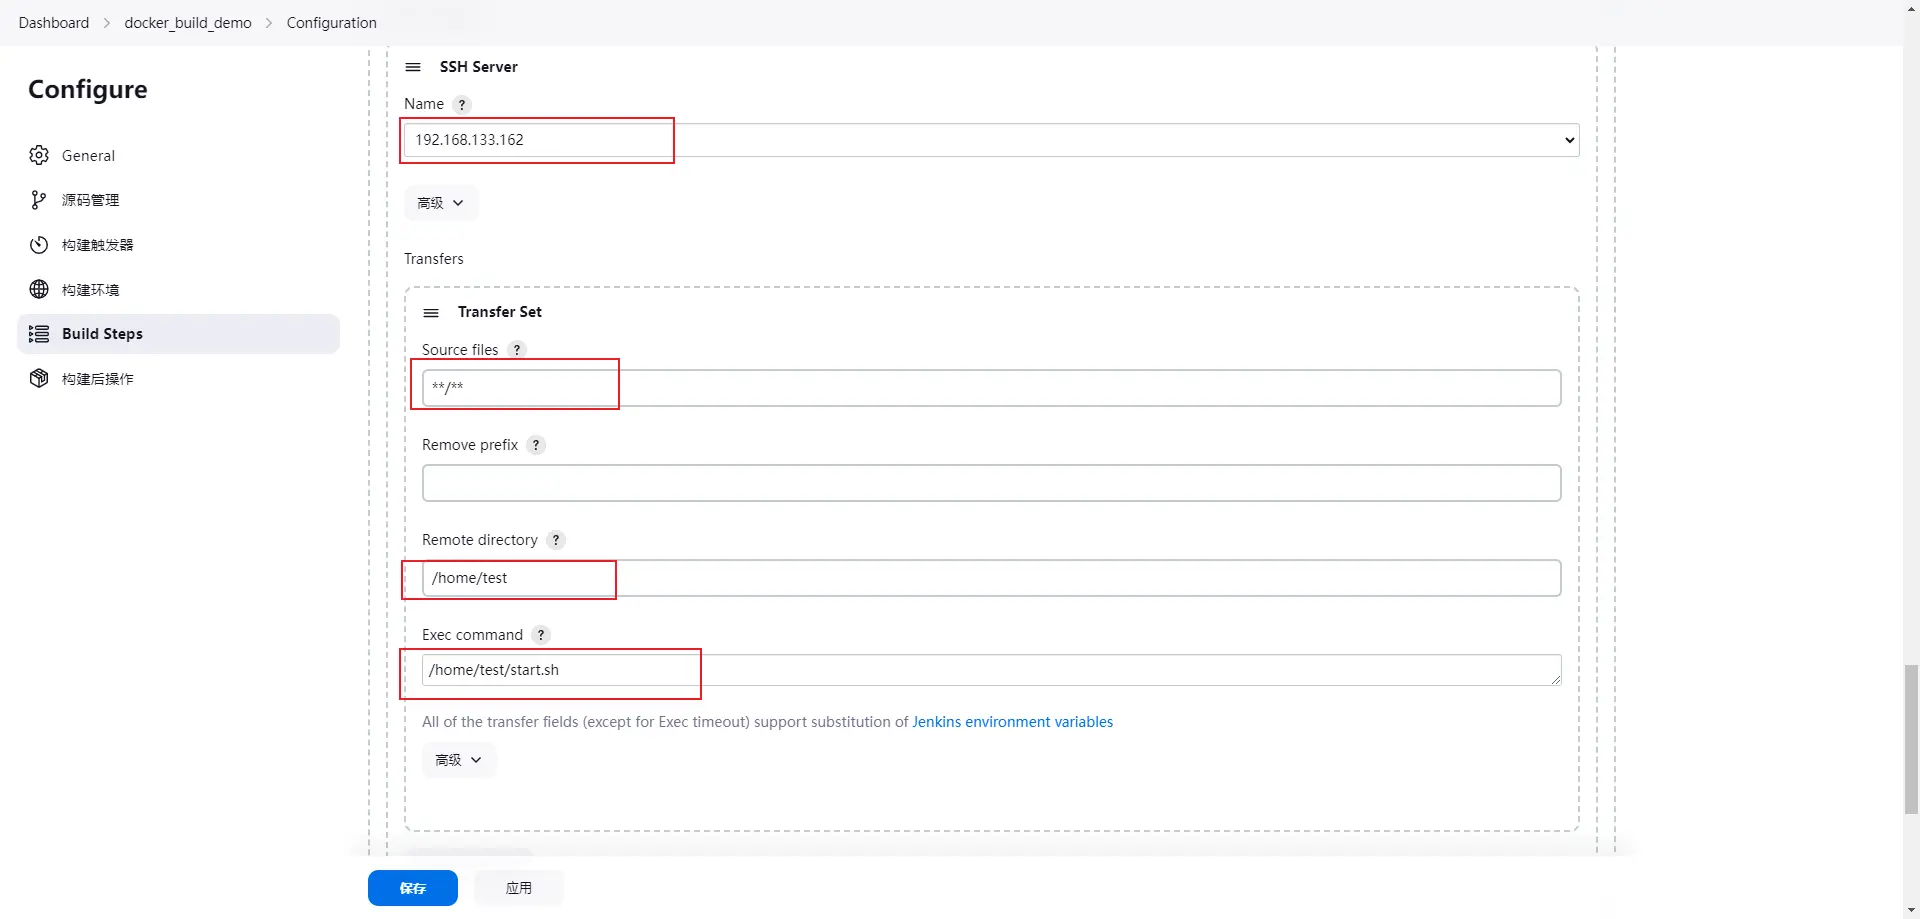 Dashboard > docker_build_demo > Configuration
Configure
General
源码管理
构建触发器
构建环境
Build Steps
构建后操作
SSH Server
Name ?
192.168.133.162
高级
Transfers
Transfer Set
Source files ?
**/**
Remove prefix ?
Remote directory ?
/home/test
Exec command ?
/home/test/start.sh
All of the transfer fields (except for Exec timeout) support substitution of Jenkins environment variables
高级
保存
应用